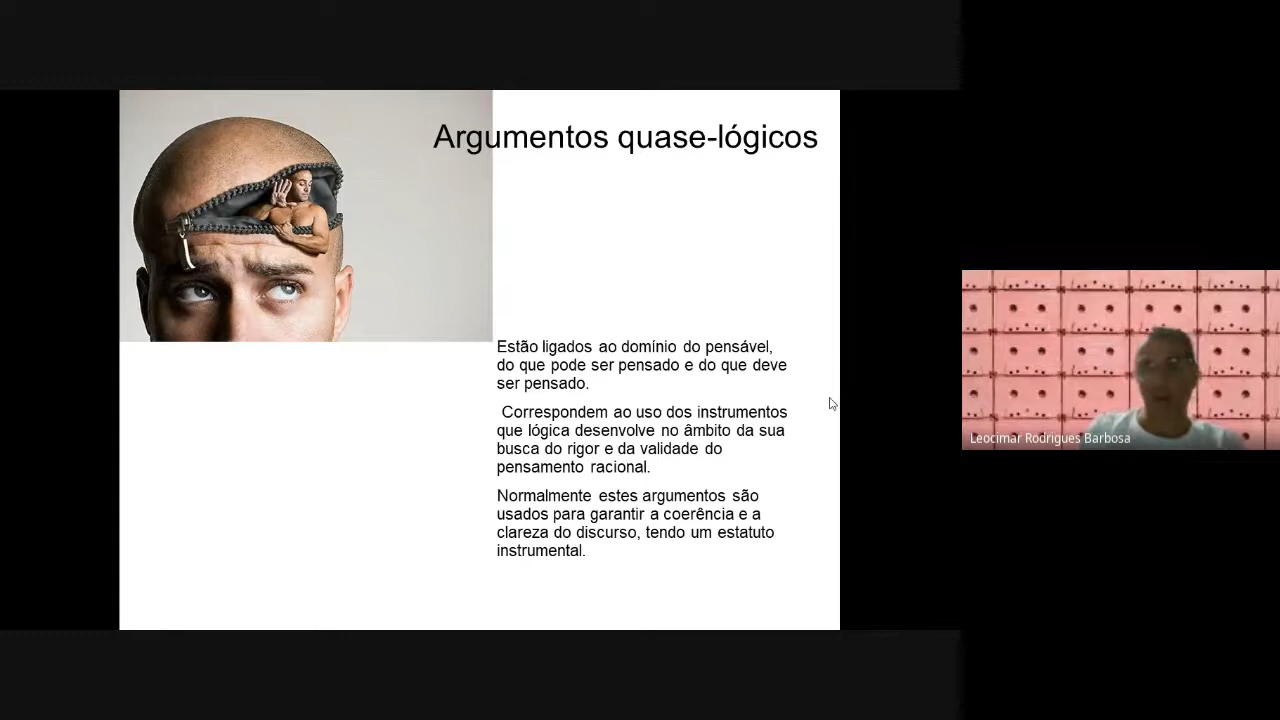 Argumentos quase-lógicos
Estão ligados ao domínio do pensável,
do que pode ser pensado e do que deve
ser pensado.
Correspondem ao uso dos instrumentos
que lógica desenvolve no âmbito da sua
busca do rigor e da validade do
pensamento racional.
Normalmente estes argumentos são
usados para garantir a coerência e a
clareza do discurso, tendo um estatuto
instrumental.
Leocimar Rodrigues Barbosa